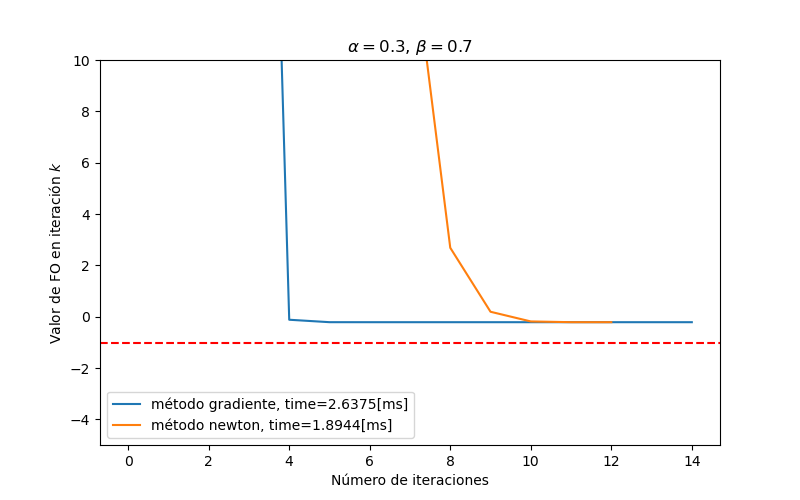 α = 0.3, β = 0.7
10
8
6
4
2
0
−2
−4
Valor de FO en iteración k
método gradiente, time=2.6375[ms]
método newton, time=1.8944[ms]
0 2 4 6 8 10 12 14
Número de iteraciones